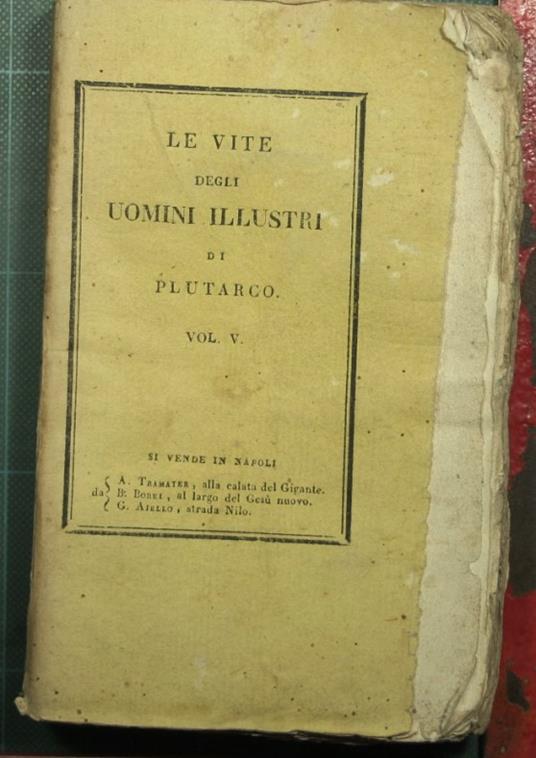 LE VITE
DEGLI
UOMINI ILLUSTRI
DI
PLUTARCO.
VOL. V.
SI VENDE IN NAPOLI
da { A. TRAMATER, alla calata del Gigante.
B. BOREL, al largo del Gesù nuovo.
G. AIELLO, strada Nilo.